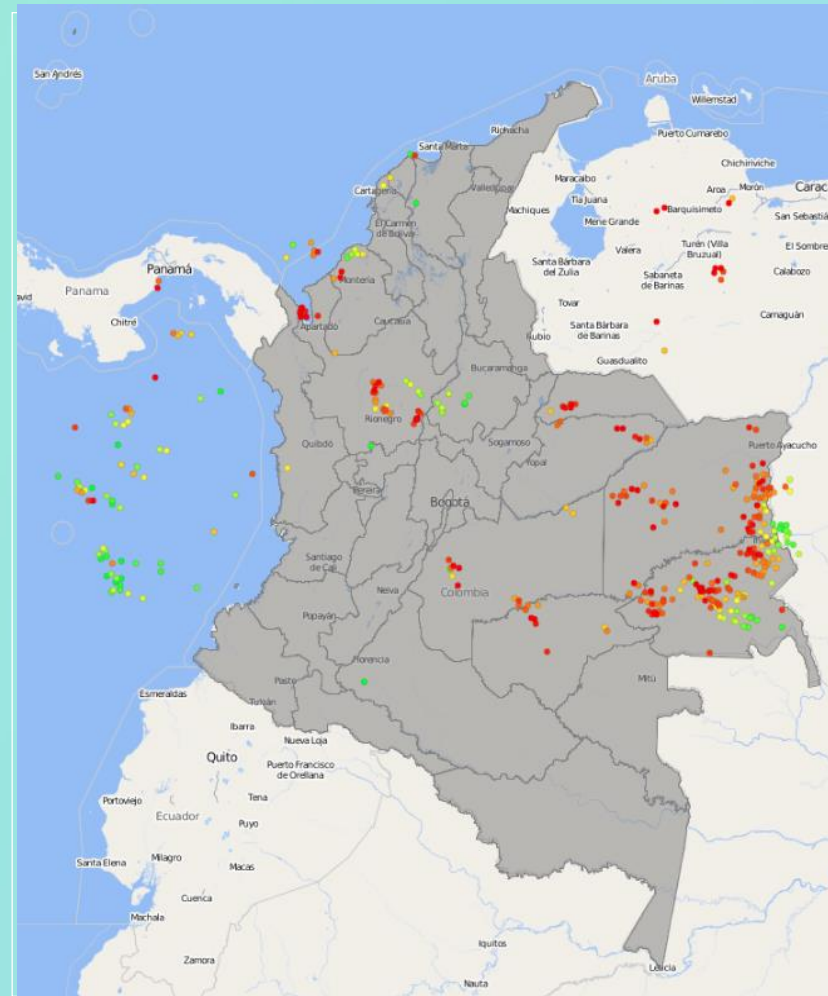 San Andrés
Aruba
Willemstad
Riohacha
Puerto Cumarebo
Santa Marta
Chichiriviche
Maracaibo
Aroa
Morón
Carac
Cartagena
Valledupar
Tía Juana
Machiques
Barquisimeto
San Sebastiá
Mene Grande
El Carmen
de Bolívar
Turén (Villa
Bruzual)
El Sombrer
Valera
Santa Bárbara
del Zulia
Panamá
Sabaneta
de Barinas
Calabozo
Montería
Panama
avid
Tovar
Camaguán
Chitré
Apartadó
Caucasia
Santa Bárbara
de Barinas
Rubio
Guasdualito
Bucaramanga
Rionegro
Quibdó
Sogamoso
Puerto Ayacucho
Yopal
Pereira
Bogotá
Santiago
de Cali
Neiva
Colombia
Popayán
Florencia
Mitú
Pasto
Esmeraldas
Tulcán
Ibarra
Nueva Loja
Quito
Puerto Francisco
de Orellana
Tena
Portoviejo
Ecuador
Puyo
Santa Elena
Milagro
Macas
Cuenca
Machala
Iquitos
Zamora
Leticia
Nauta